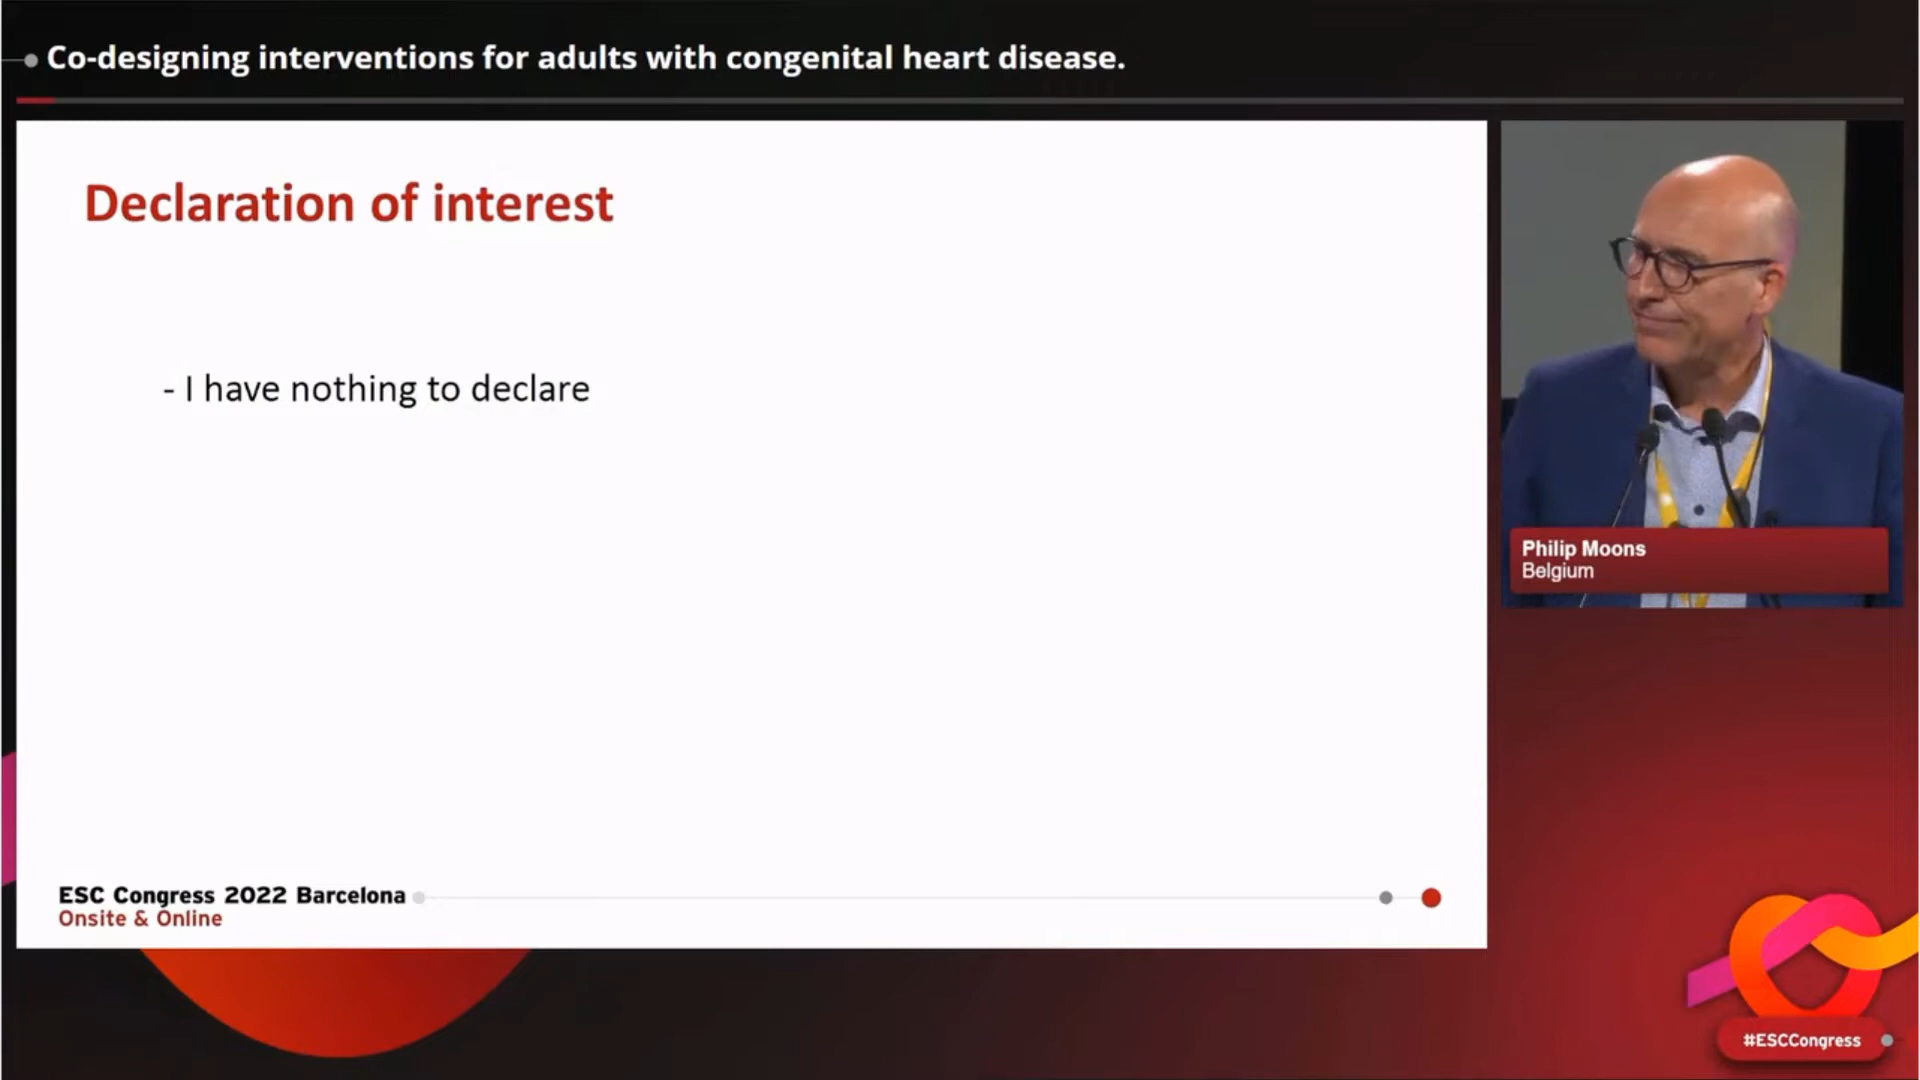 Co-designing interventions for adults with congenital heart disease.
Declaration of interest
- I have nothing to declare
Philip Moons
Belgium
ESC Congress 2022 Barcelona
Onsite & Online
#ESCCongress